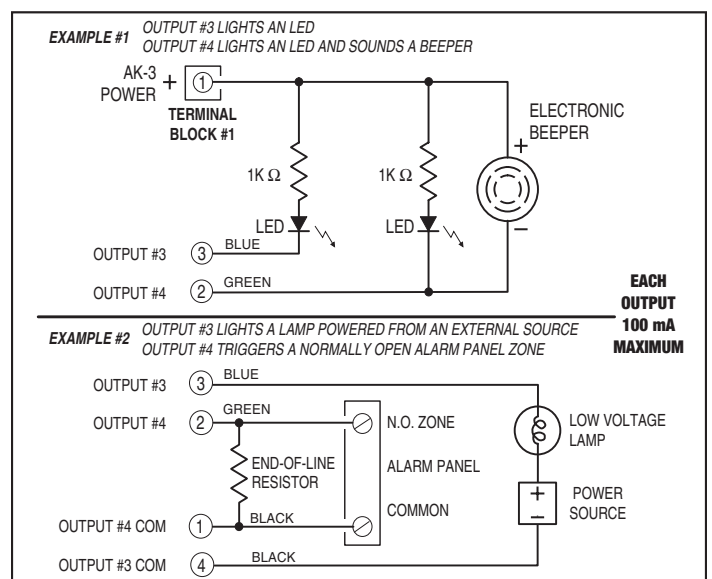 EXAMPLE #1 OUTPUT #3 LIGHTS AN LED
OUTPUT #4 LIGHTS AN LED AND SOUNDS A BEEPER
AK-3
POWER
+
1
TERMINAL
BLOCK #1
ELECTRONIC
BEEPER
+
–
1K Ω
1K Ω
LED
LED
OUTPUT #3 3 BLUE
OUTPUT #4 2 GREEN
EACH
OUTPUT
100 mA
MAXIMUM
EXAMPLE #2 OUTPUT #3 LIGHTS A LAMP POWERED FROM AN EXTERNAL SOURCE
OUTPUT #4 TRIGGERS A NORMALLY OPEN ALARM PANEL ZONE
OUTPUT #3 3 BLUE
OUTPUT #4 2 GREEN
N.O. ZONE
LOW VOLTAGE
LAMP
END-OF-LINE
RESISTOR
ALARM PANEL
COMMON
+
–
POWER
SOURCE
OUTPUT #4 COM 1 BLACK
OUTPUT #3 COM 4 BLACK